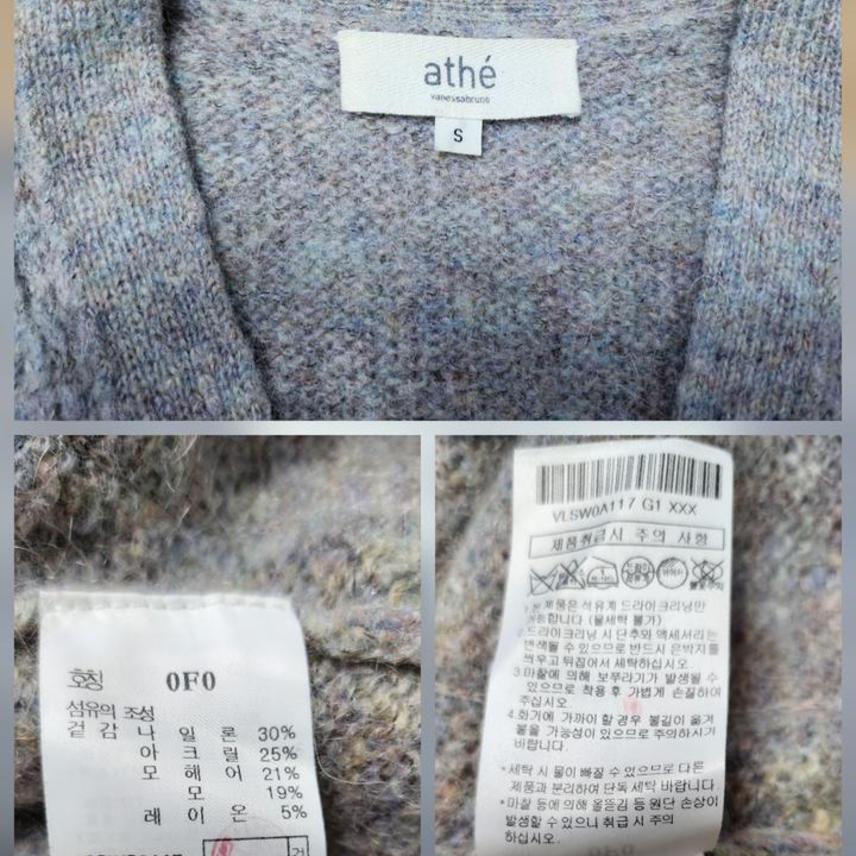 athé
vanessabruno
S
호칭 0F0
섬유의 조성
겉 감 나 일 론 30%
아 크 릴 25%
모 헤 어 21%
모 19%
레 이 온 5%
VLSW0A117 G1 XXX
제품취급시 주의 사항
1.본 제품은 석유계 드라이크리닝만
가능합니다 (물세탁 불가)
2.드라이크리닝 시 단추와 액세서리는
변색될 수 있으므로 반드시 은박지를
씌우고 뒤집어서 세탁하십시오.
3.마찰에 의해 보푸라기가 발생될 수
있으므로 착용 후 가볍게 손질하여
주십시오.
4.화기에 가까이 할 경우 불길이 옮겨
붙을 가능성이 있으므로 주의하시기
바랍니다.
*세탁 시 물이 빠질 수 있으므로 다른
제품과 분리하여 단독 세탁 바랍니다.
*마찰 등에 의해 올뜯김 등 원단 손상이
발생할 수 있으니 취급 시 주의
하십시오.